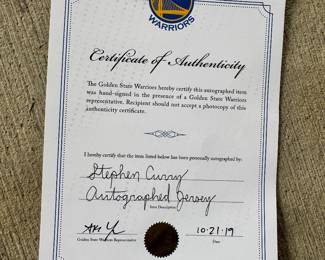 WARRIORS
Certificate of Authenticity
The Golden State Warriors hereby certify this autographed item
was hand-signed in the presence of a Golden State Warriors
representative. Recipient should not accept a photocopy of this
authenticity certificate.
I hereby certify that the item listed below has been personally autographed by:
Stephen Curry
Autographed Jersey
Item Description
10-21-19
Golden State Warriors Representative
Date